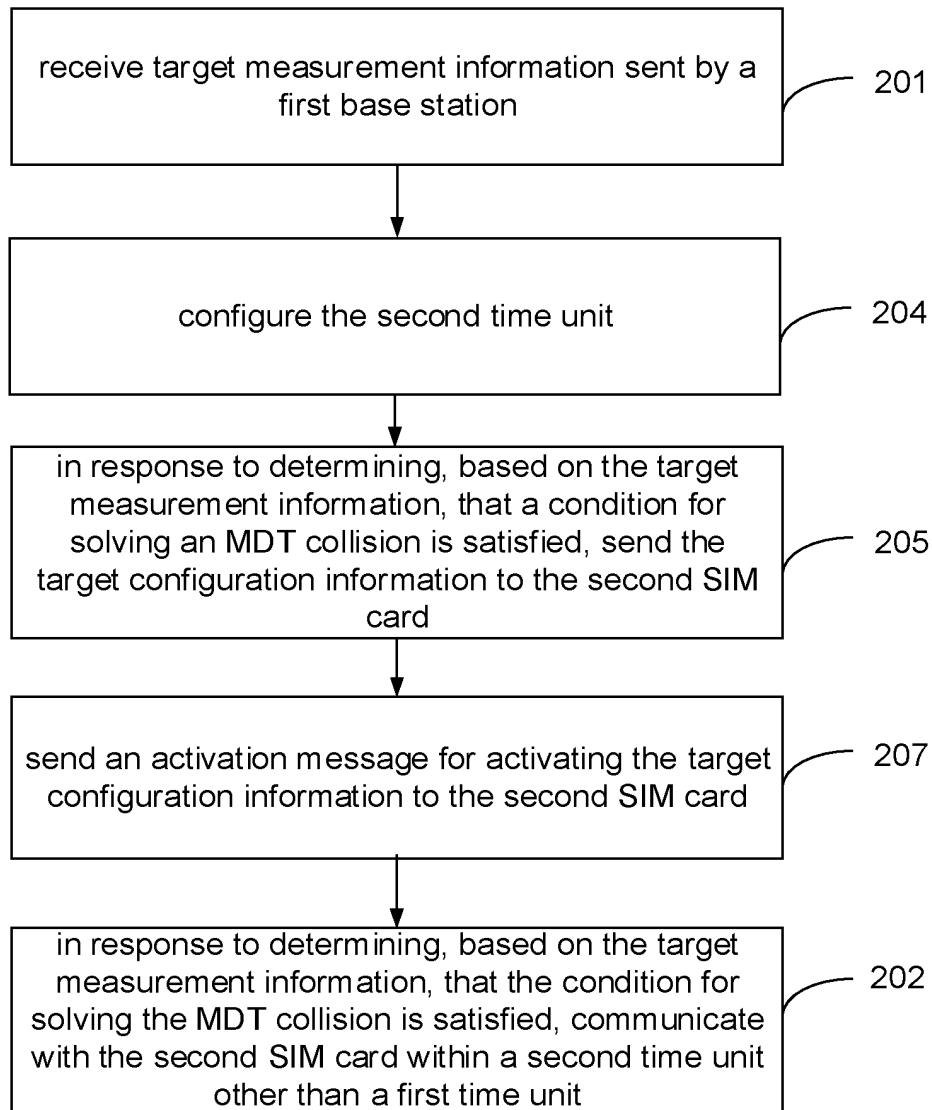 receive target measurement information sent by a
first base station
201
configure the second time unit
204
in response to determining, based on the target
measurement information, that a condition for
solving an MDT collision is satisfied, send the
target configuration information to the second SIM
card
205
send an activation message for activating the target
configuration information to the second SIM card
207
in response to determining, based on the target
measurement information, that the condition for
solving the MDT collision is satisfied, communicate
with the second SIM card within a second time unit
other than a first time unit
202